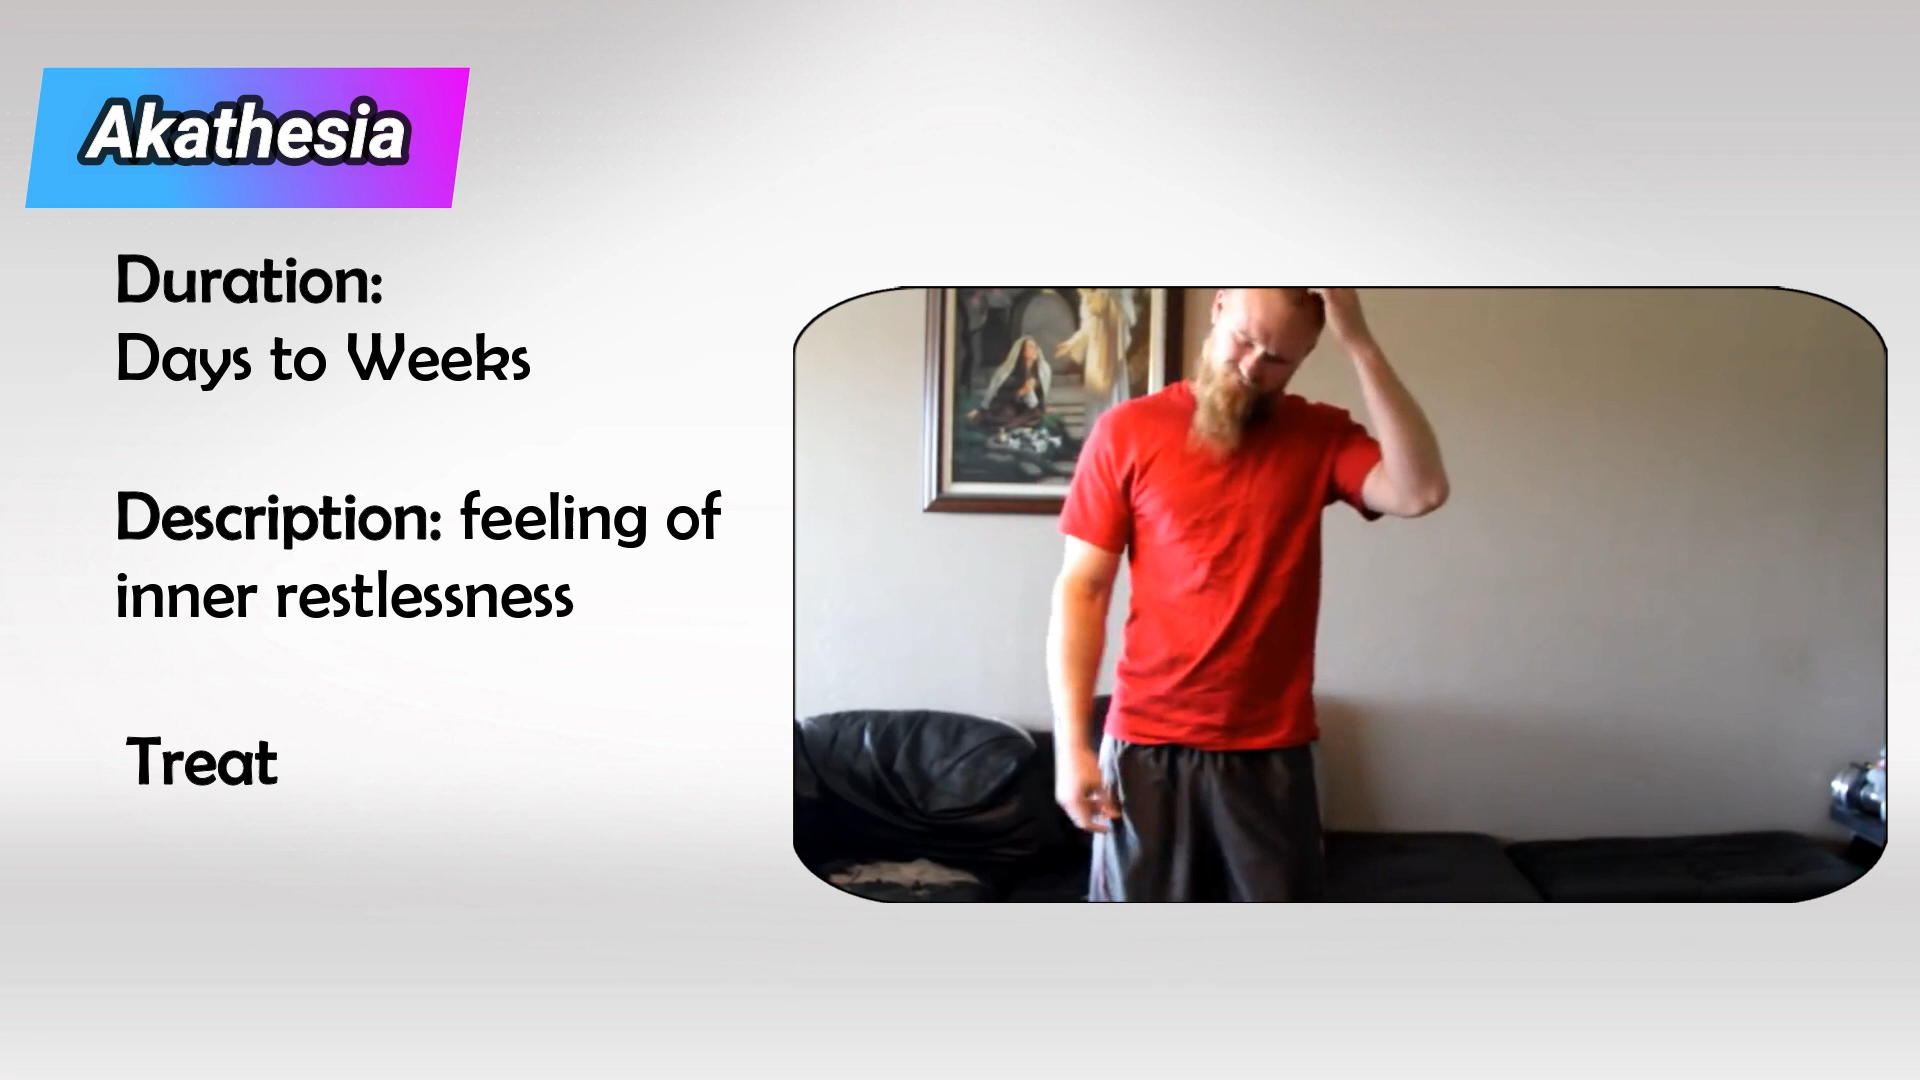 Akathesia
Duration:
Days to Weeks
Description: feeling of
inner restlessness
Treat